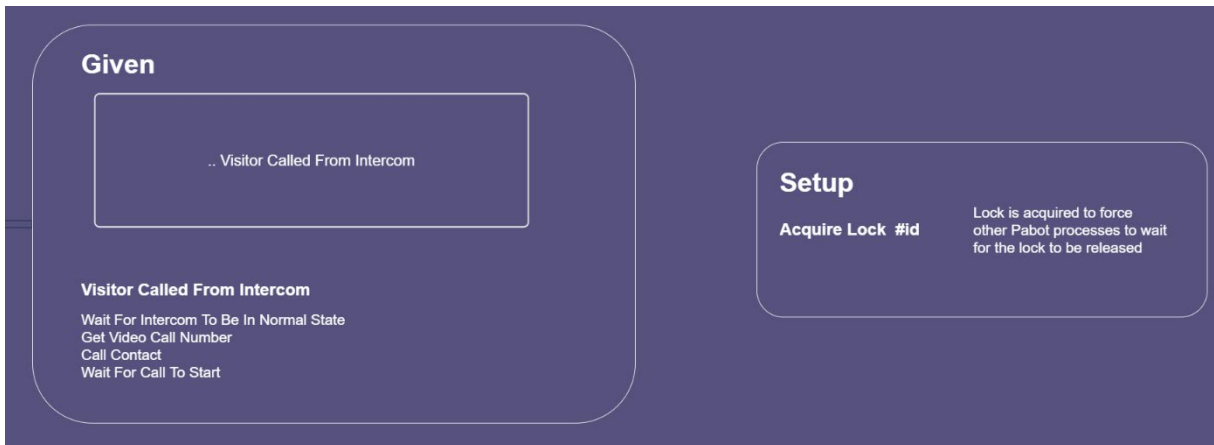 Given
.. Visitor Called From Intercom
Visitor Called From Intercom
Wait For Intercom To Be In Normal State
Get Video Call Number
Call Contact
Wait For Call To Start
Setup
Acquire Lock #id
Lock is acquired to force
other Pabot processes to wait
for the lock to be released